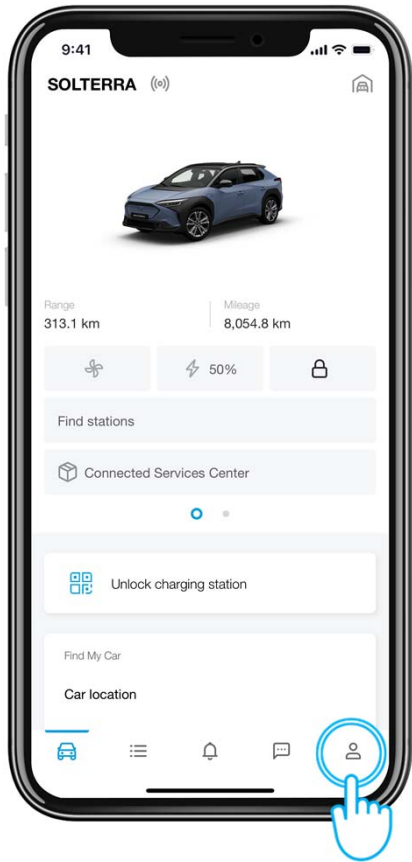 9:41
SOLTERRA
Range
313.1 km
Mileage
8,054.8 km
50%
Find stations
Connected Services Center
Unlock charging station
Find My Car
Car location